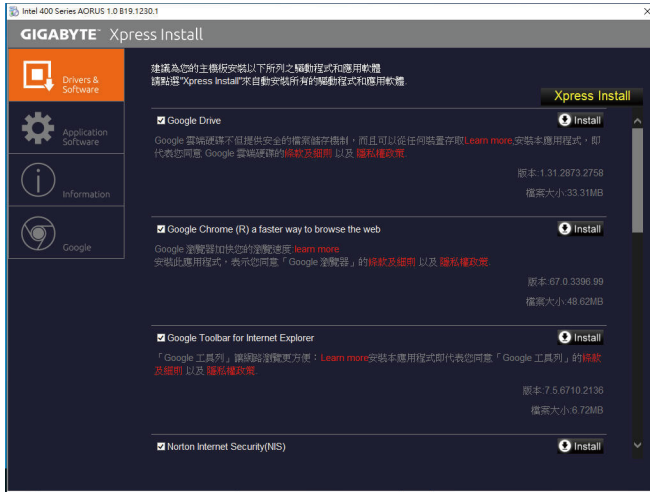 Intel 400 Series AORUS 1.0 B19.1230.1
GIGABYTE™ Xpress Install
Drivers &
Software
Application
Software
Information
Google
建議為您的主機板安裝以下所列之驅動程式和應用軟體
請點選"Xpress Install"來自動安裝所有的驅動程式和應用軟體.
Xpress Install
Google Drive
Install
Google 雲端硬碟不但提供安全的檔案儲存機制，而且可以從任何裝置存取Learn more,安裝本應用程式，即
代表您同意 Google 雲端硬碟的條款及細則 以及 隱私權政策.
版本:1.31.2873.2758
檔案大小:33.31MB
Google Chrome (R) a faster way to browse the web
Install
Google 瀏覽器加快您的瀏覽速度:learn more
安裝此應用程式，表示您同意「Google 瀏覽器」的條款及細則 以及 隱私權政策.
版本:67.0.3396.99
檔案大小:48.62MB
Google Toolbar for Internet Explorer
Install
「Google 工具列」讓網路瀏覽更方便：Learn more安裝本應用程式即代表您同意「Google 工具列」的條款
及細則 以及 隱私權政策.
版本:7.5.6710.2136
檔案大小:6.72MB
Norton Internet Security(NIS)
Install